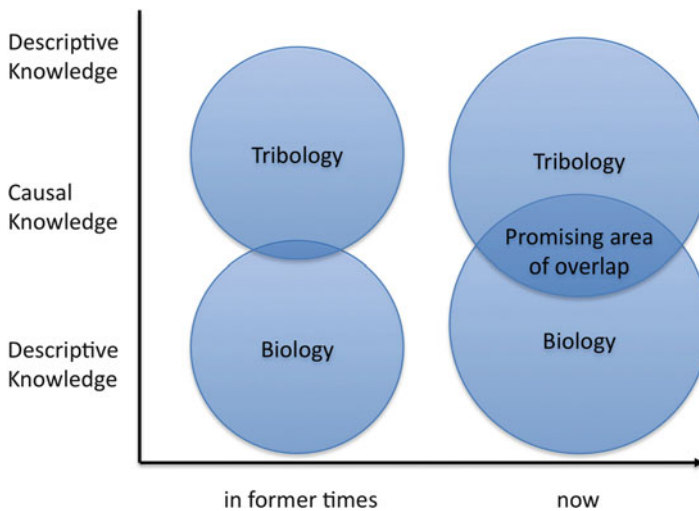 Descriptive
Knowledge
Causal
Knowledge
Descriptive
Knowledge
Tribology
Biology
Tribology
Promising area
of overlap
Biology
in former times
now